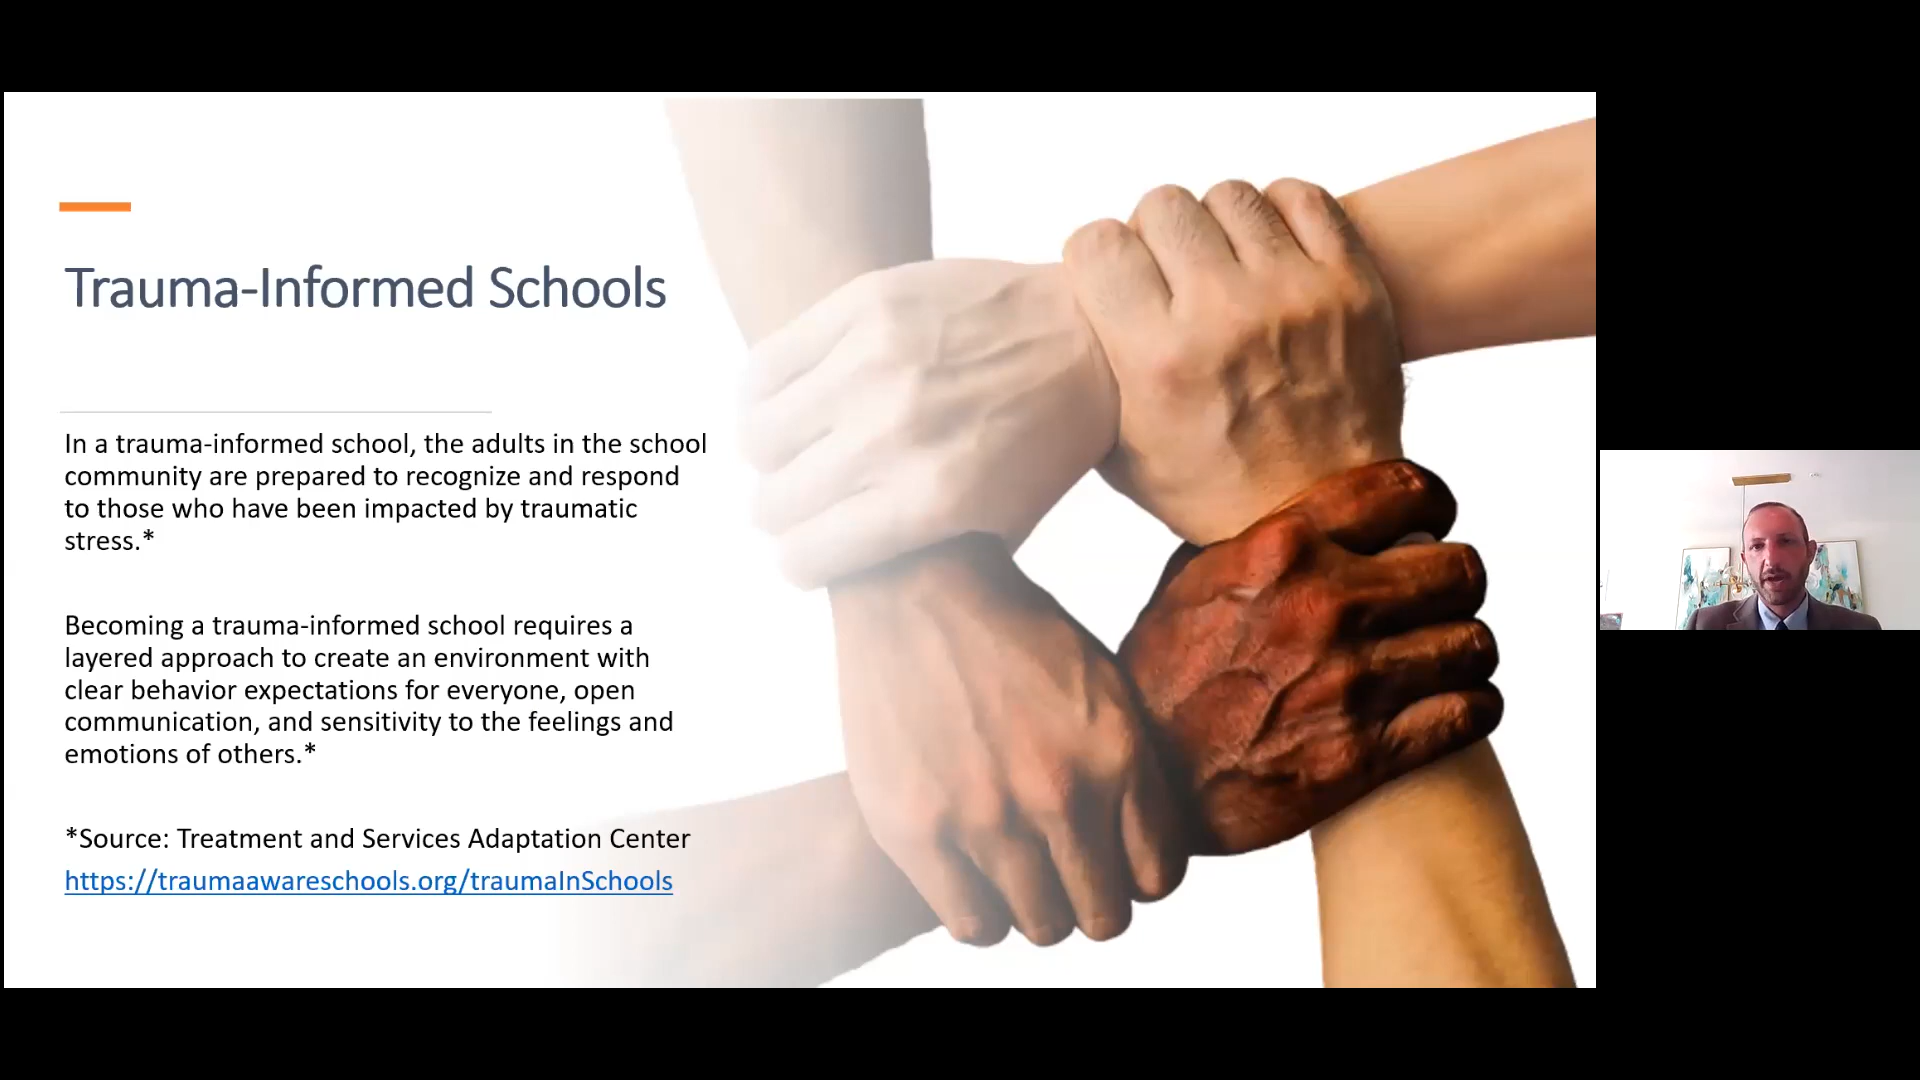 Trauma-Informed Schools
In a trauma-informed school, the adults in the school
community are prepared to recognize and respond
to those who have been impacted by traumatic
stress.*
Becoming a trauma-informed school requires a
layered approach to create an environment with
clear behavior expectations for everyone, open
communication, and sensitivity to the feelings and
emotions of others.*
*Source: Treatment and Services Adaptation Center
https://traumaawareschools.org/traumaInSchools